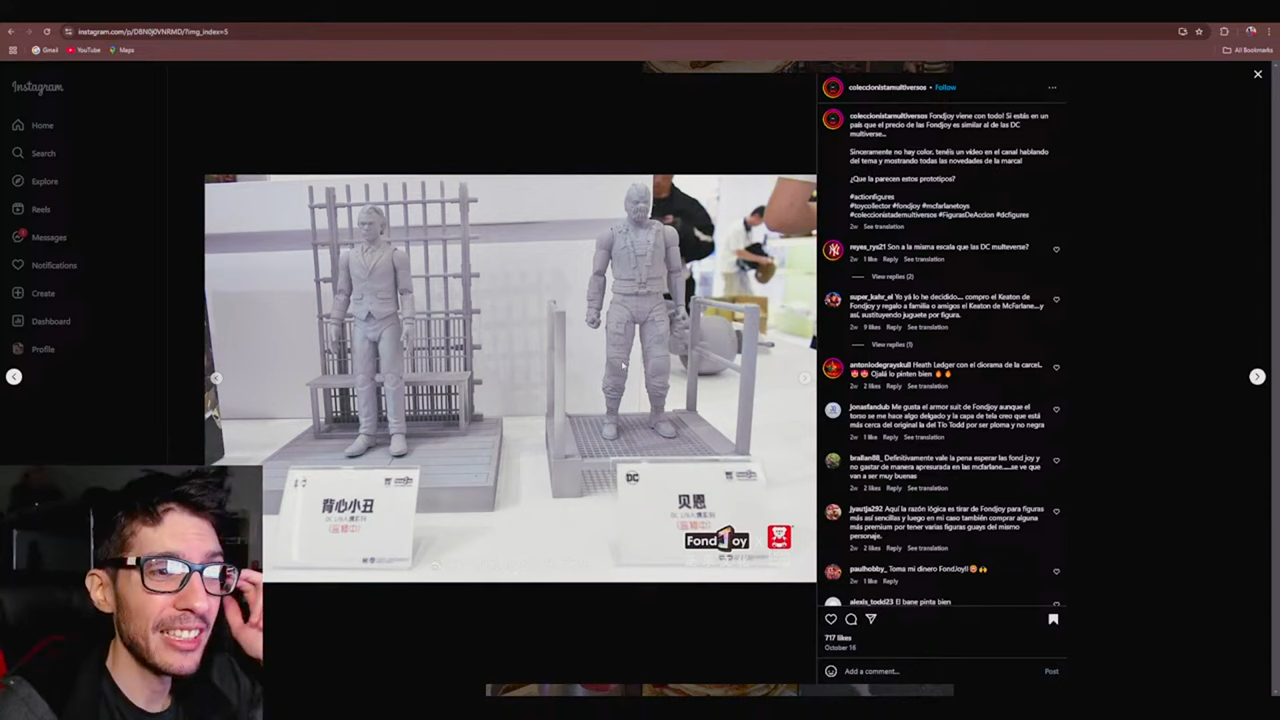 instagram.com/p/DBN0j0VNRMD/?img_index=5
Gmail
YouTube
Maps
All Bookmarks
Instagram
Home
Search
Explore
Reels
Messages
Notifications
Create
Dashboard
Profile
背心小丑
贝恩
DC
FondJoy
coleccionistamultiversos • Follow
coleccionistamultiversos Fondjoy viene con todo! Si estás en un
país que el precio de las Fondjoy es similar al de las DC
multiverse...
Sinceramente no hay color, tenéis un vídeo en el canal hablando
del tema y mostrando todas las novedades de la marca!
¿Que la parecen estos prototipos?
#actionfigures
#toycollector #fondjoy #mcfarlanetoys
#coleccionistademultiversos #FigurasDeAccion #dcfigures
2w See translation
reyes_rys21 Son a la misma escala que las DC multeverse?
2w 1 like Reply See translation
View replies (2)
super_kahr_el Yo yá lo he decidido.... compro el Keaton de
Fondjoy y regalo a familia o amigos el Keaton de McFarlane....y
así, sustituyendo juguete por figura.
2w 9 likes Reply See translation
View replies (1)
antoniodegrayskull Heath Ledger con el diorama de la carcel..
Ojalá lo pinten bien
2w 2 likes Reply See translation
jonasfandub Me gusta el armor suit de Fondjoy aunque el
torso se me hace algo delgado y la capa de tela creo que está
más cerca del original la del Tío Todd por ser ploma y no negra
2w 1 like Reply See translation
brallan88_ Definitivamente vale la pena esperar las fond joy y
no gastar de manera apresurada en las mcfarlane......se ve que
van a ser muy buenas
2w 2 likes Reply See translation
jyautja292 Aquí la razón lógica es tirar de Fondjoy para figuras
más así sencillas y luego en mi caso también comprar alguna
más premium por tener varias figuras guays del mismo
personaje.
2w 2 likes Reply See translation
paulhobby_ Toma mi dinero FondJoy!!
2w 1 like Reply
alexis_todd23 El bane pinta bien
717 likes
October 16
Add a comment...
Post